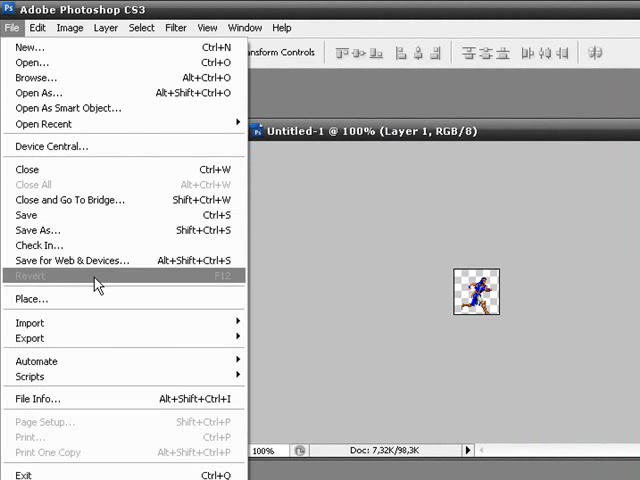 Ps Adobe Photoshop CS3
File Edit Image Layer Select Filter View Window Help
New... Ctrl+N
Open... Ctrl+O
Browse... Alt+Ctrl+O
Open As... Alt+Shift+Ctrl+O
Open As Smart Object...
Open Recent
Device Central...
Close Ctrl+W
Close All Alt+Ctrl+W
Close and Go To Bridge... Shift+Ctrl+W
Save Ctrl+S
Save As... Shift+Ctrl+S
Check In...
Save for Web & Devices... Alt+Shift+Ctrl+S
Revert F12
Place...
Import
Export
Automate
Scripts
File Info... Alt+Shift+Ctrl+I
Page Setup... Shift+Ctrl+P
Print... Ctrl+P
Print One Copy Alt+Shift+Ctrl+P
Exit Ctrl+Q
ansform Controls
Untitled-1 @ 100% (Layer 1, RGB/8)
100% Doc: 7,32K/98,3K